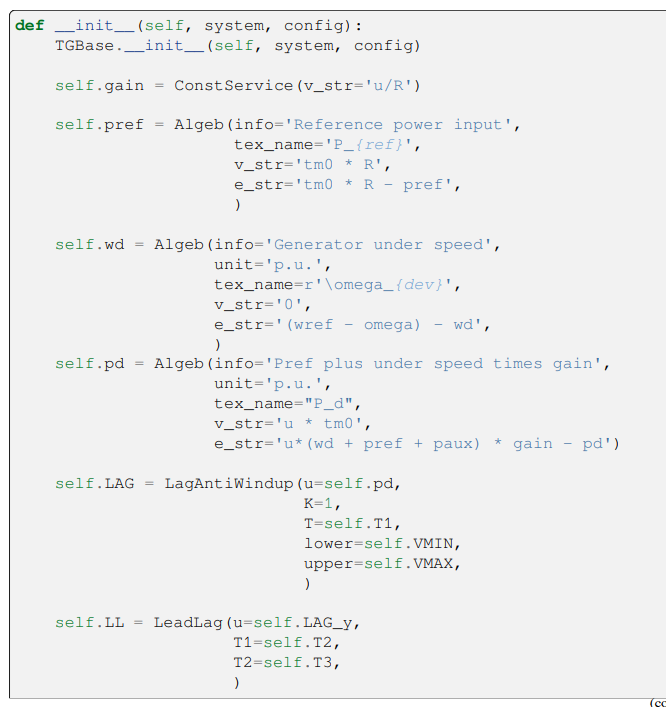 def __init__(self, system, config):
    TGBase.__init__(self, system, config)

    self.gain = ConstService(v_str='u/R')

    self.pref = Algeb(info='Reference power input',
                      tex_name='P_{ref}',
                      v_str='tm0 * R',
                      e_str='tm0 * R - pref',
                      )

    self.wd = Algeb(info='Generator under speed',
                    unit='p.u.',
                    tex_name=r'\omega_{dev}',
                    v_str='0',
                    e_str='(wref - omega) - wd',
                    )
    self.pd = Algeb(info='Pref plus under speed times gain',
                    unit='p.u.',
                    tex_name="P_d",
                    v_str='u * tm0',
                    e_str='u*(wd + pref + paux) * gain - pd')

    self.LAG = LagAntiWindup(u=self.pd,
                             K=1,
                             T=self.T1,
                             lower=self.VMIN,
                             upper=self.VMAX,
                             )

    self.LL = LeadLag(u=self.LAG_y,
                      T1=self.T2,
                      T2=self.T3,
                      )